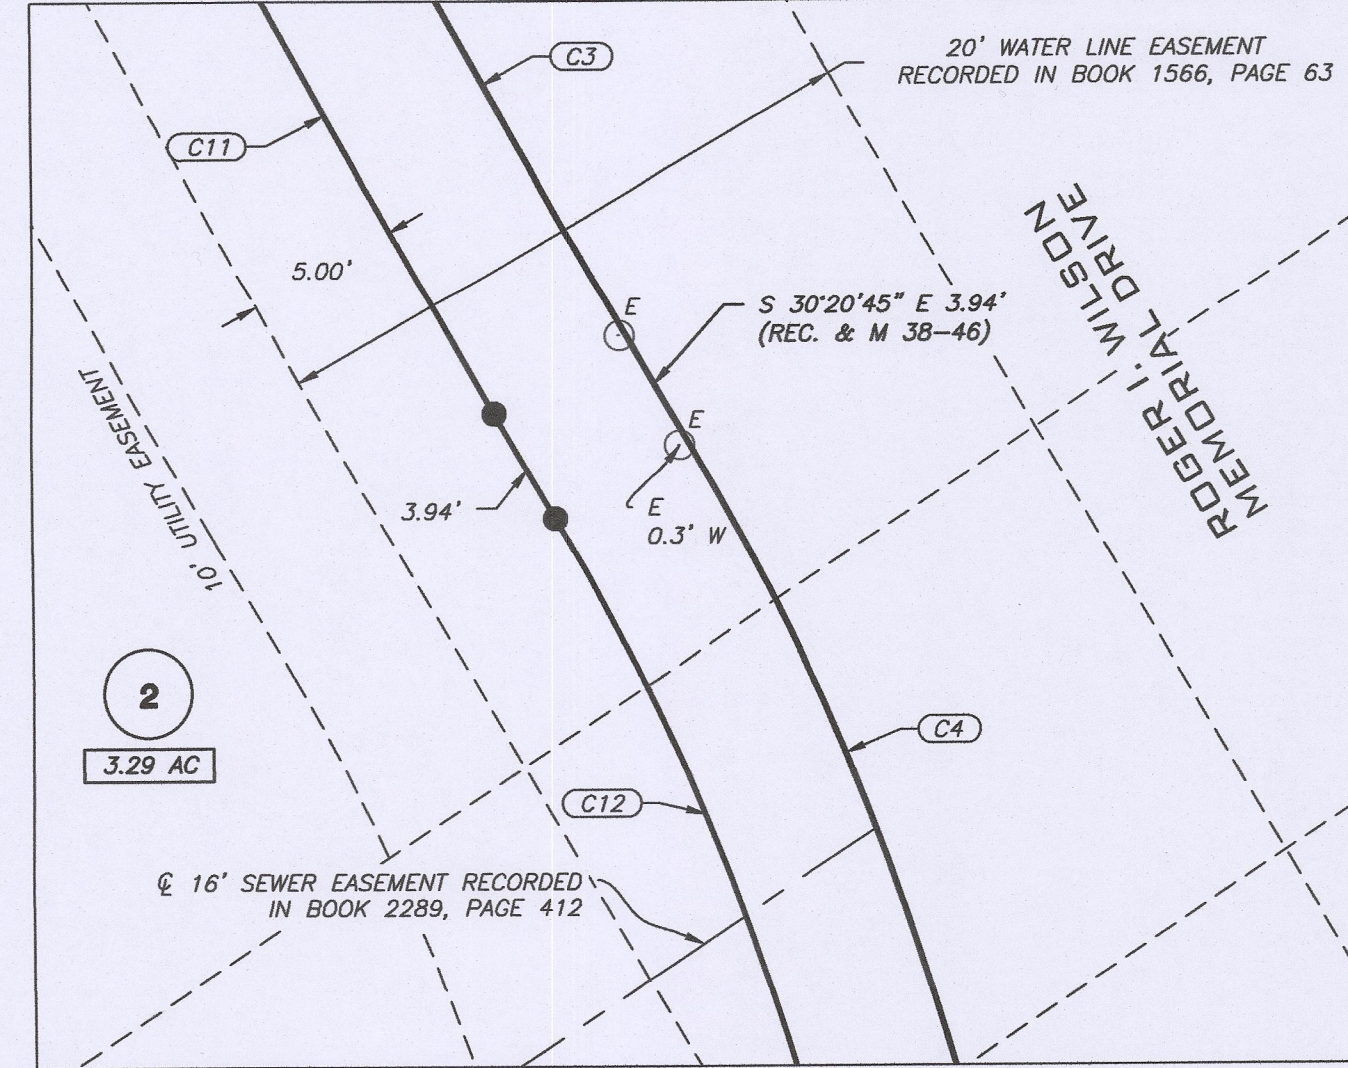 C3
20' WATER LINE EASEMENT
RECORDED IN BOOK 1566, PAGE 63
C11
5.00'
E
S 30°20'45" E 3.94'
(REC. & M 38-46)
ROGER I. WILSON
MEMORIAL DRIVE
10' UTILITY EASEMENT
E
3.94'
E
0.3' W
2
3.29 AC
C4
C12
℄ 16' SEWER EASEMENT RECORDED
IN BOOK 2289, PAGE 412